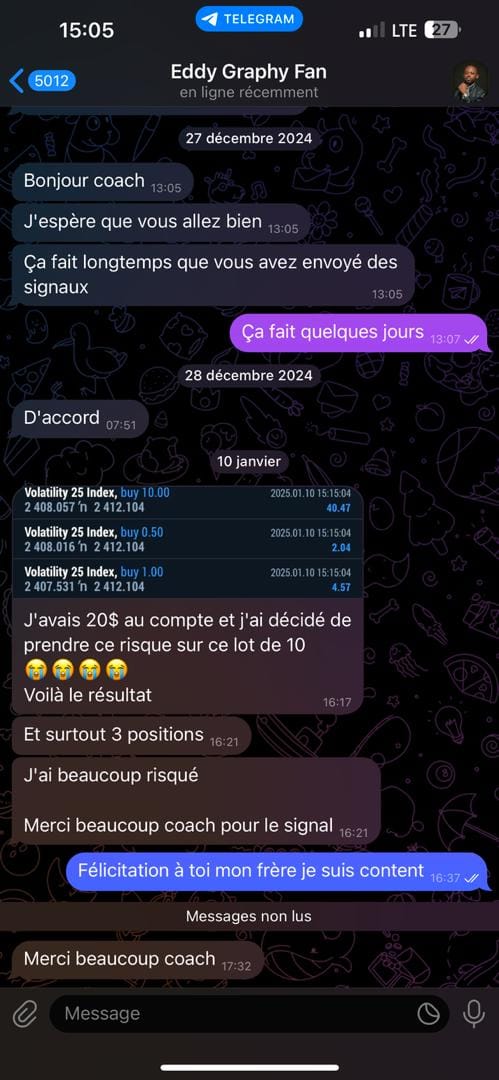 15:05
TELEGRAM
LTE
27
5012
Eddy Graphy Fan
en ligne récemment
27 décembre 2024
Bonjour coach 13:05
J'espère que vous allez bien 13:05
Ça fait longtemps que vous avez envoyé des
signaux
13:05
Ça fait quelques jours 13:07
28 décembre 2024
D'accord 07:51
10 janvier
Volatility 25 Index, buy 10.00 2025.01.10 15:15:04
2 408.057 'n 2 412.104 40.47
Volatility 25 Index, buy 0.50 2025.01.10 15:15:04
2 408.016 'n 2 412.104 2.04
Volatility 25 Index, buy 1.00 2025.01.10 15:15:04
2 407.531 'n 2 412.104 4.57
J'avais 20$ au compte et j'ai décidé de
prendre ce risque sur ce lot de 10
😭😭😭😭
Voilà le résultat 16:17
Et surtout 3 positions 16:21
J'ai beaucoup risqué
Merci beaucoup coach pour le signal 16:21
Félicitation à toi mon frère je suis content 16:37
Messages non lus
Merci beaucoup coach 17:32
Message